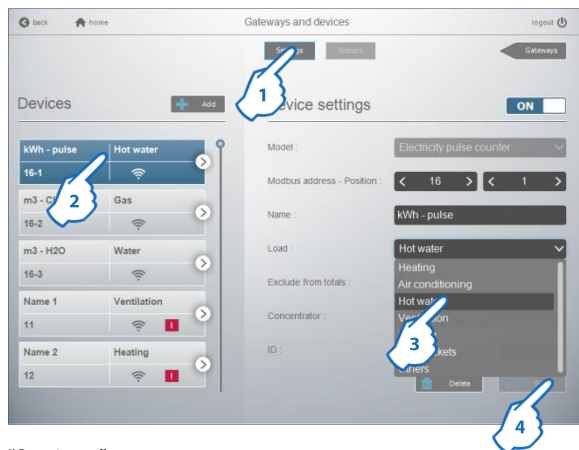 back home Gateways and devices logout
Groups Gateways
1
Devices Add
ON
kWh - pulse Hot water
16-1
2
Gas
16-2
m3 - H2O Water
16-3
Name 1 Ventilation
11 I
Name 2 Heating
12 I
Model : Electricity pulse counter
Modbus address - Position : < 16 > < 1 >
Name : kWh - pulse
Load : Hot water
Heating
Air conditioning
Exclude from totals :
Hot water
Concentrator :
3
ID :
Others
Delete
4